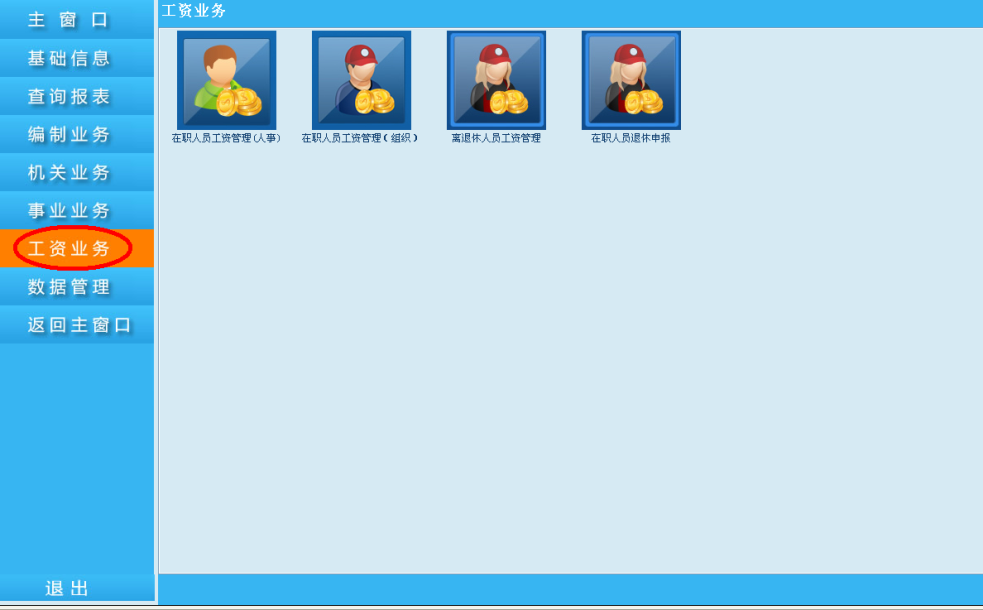 主 窗 口
基础信息
查询报表
编制业务
机关业务
事业业务
工资业务
数据管理
返回主窗口
退出
工资业务
在职人员工资管理(人事)
在职人员工资管理(组织)
离退休人员工资管理
在职人员退休申报